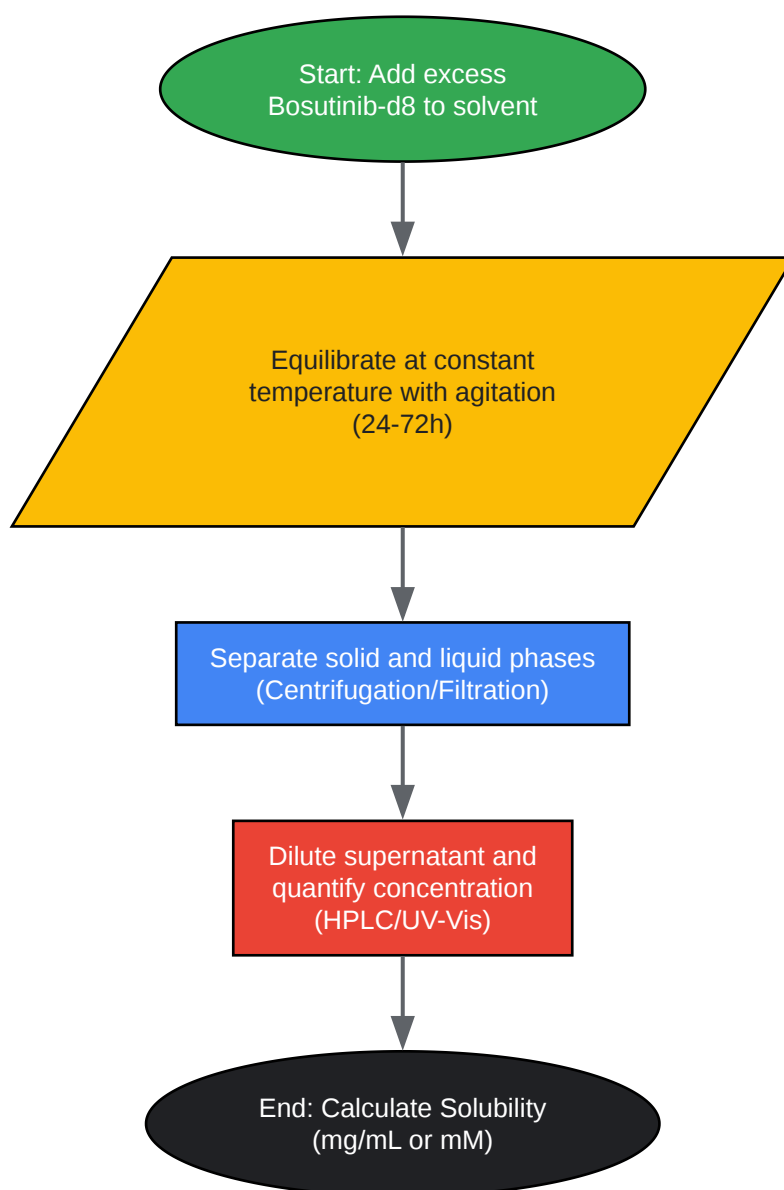 Start: Add excess
Bosutinib-d8 to solvent
Equilibrate at constant
temperature with agitation
(24-72h)
Separate solid and liquid phases
(Centrifugation/Filtration)
Dilute supernatant and
quantify concentration
(HPLC/UV-Vis)
End: Calculate Solubility
(mg/mL or mM)